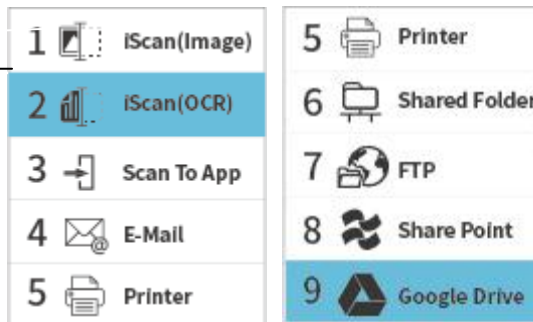 1 iScan(Image)
2 iScan(OCR)
3 Scan To App
4 E-Mail
5 Printer
5 Printer
6 Shared Folder
7 FTP
8 Share Point
9 Google Drive